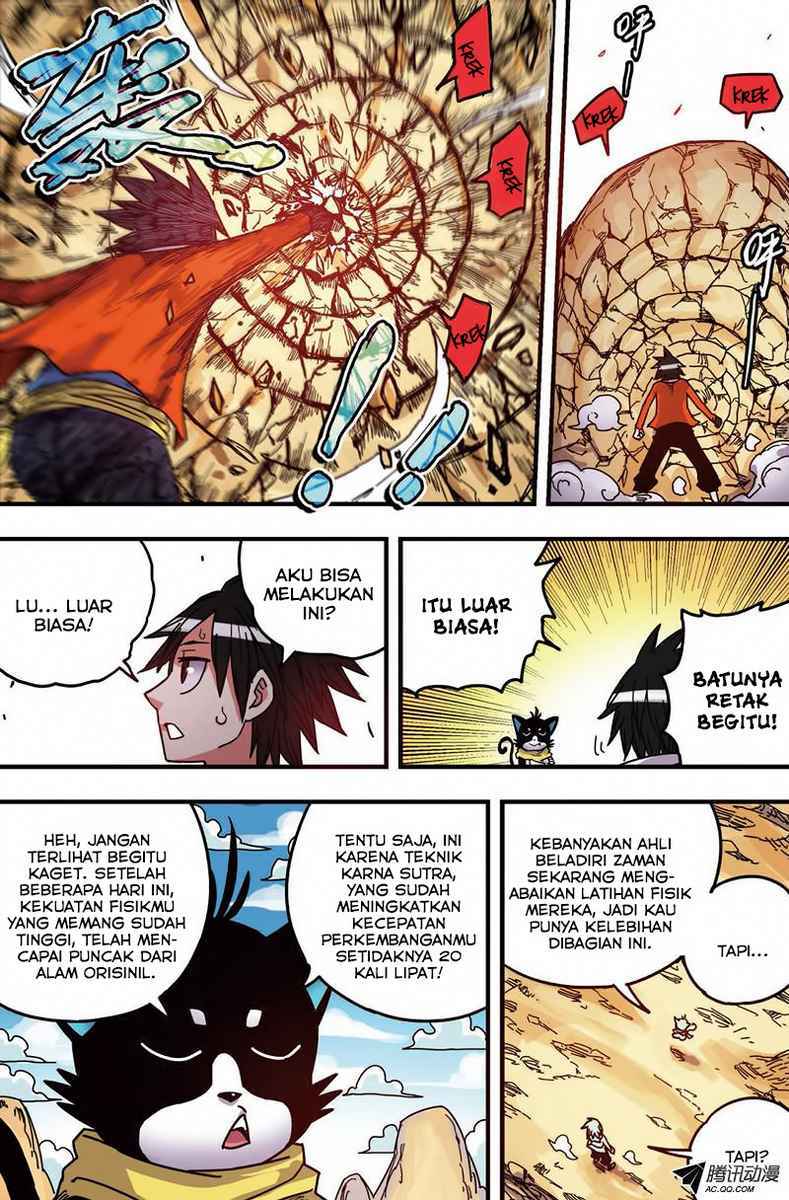 轰
!!
KREK
KREK
KREK
呼
呼
KREK
KREK
LU... LUAR
BIASA!
AKU BISA
MELAKUKAN
INI?
ITU LUAR
BIASA!
BATUNYA
RETAK
BEGITU!
HEH, JANGAN
TERLIHAT BEGITU
KAGET. SETELAH
BEBERAPA HARI INI,
KEKUATAN FISIKMU
YANG MEMANG SUDAH
TINGGI, TELAH MEN-
CAPAI PUNCAK DARI
ALAM ORISINIL.
TENTU SAJA, INI
KARENA TEKNIK
KARNA SUTRA,
YANG SUDAH
MENINGKATKAN
KECEPATAN
PERKEMBANGANMU
SETIDAKNYA 20
KALI LIPAT!
KEBANYAKAN AHLI
BELADIRI ZAMAN
SEKARANG MENG-
ABAIKAN LATIHAN FISIK
MEREKA, JADI KAU
PUNYA KELEBIHAN
DIBAGIAN INI.
TAPI...
TAPI?
腾讯动漫
AC.QQ.COM